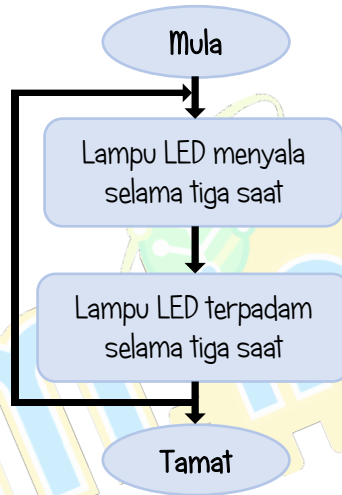 Mula
Lampu LED menyala
selama tiga saat
Lampu LED terpadam
selama tiga saat
Tamat